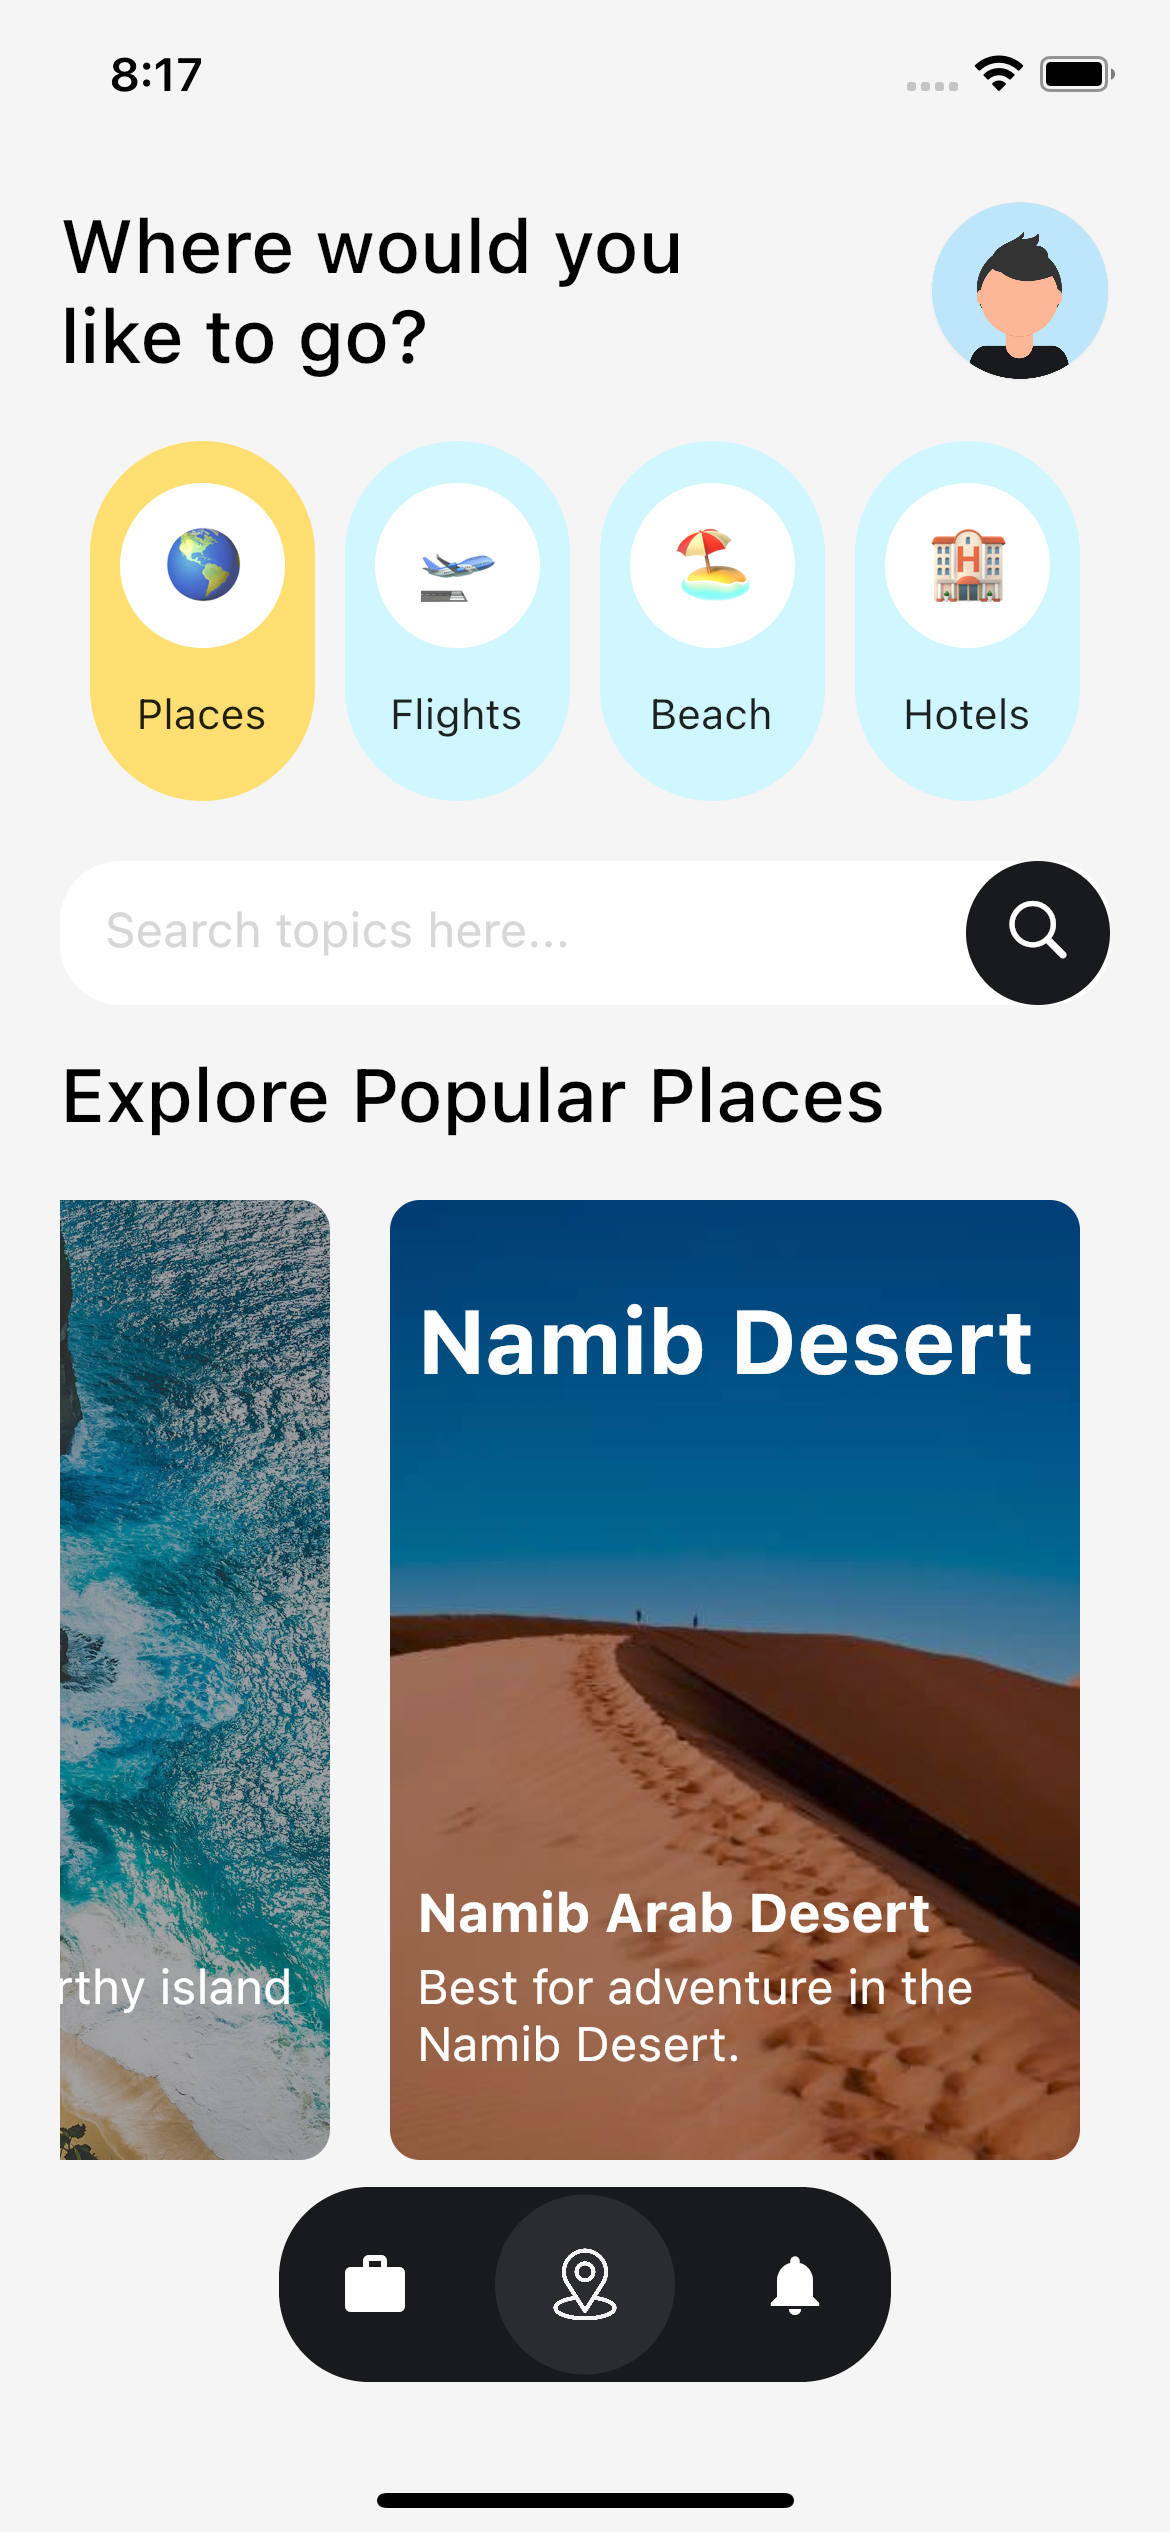 8:17
Where would you
like to go?
Places
Flights
Beach
Hotels
Search topics here...
Explore Popular Places
Namib Desert
rthy island
Namib Arab Desert
Best for adventure in the
Namib Desert.